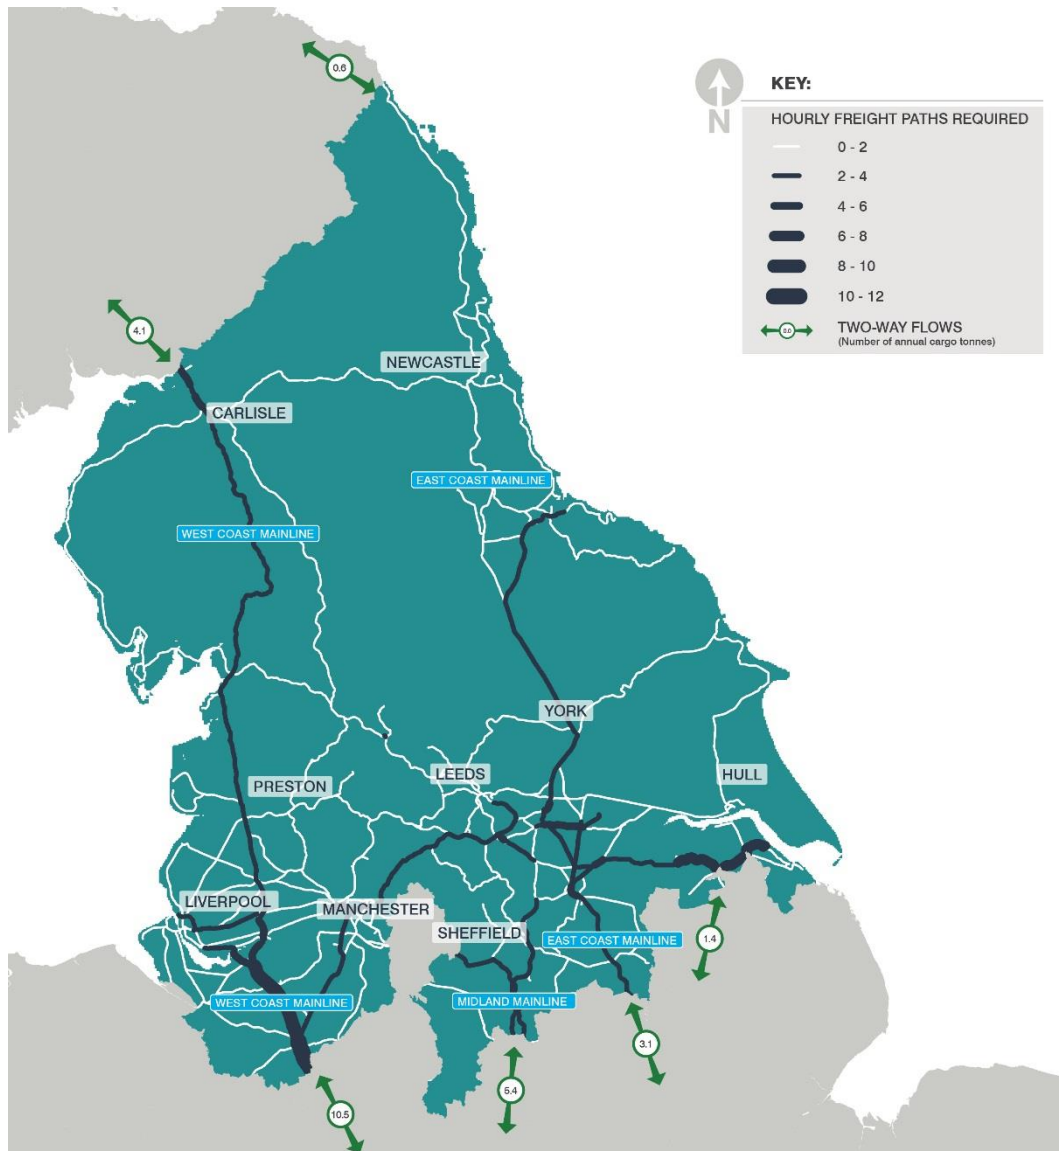 0.6
KEY:
N
HOURLY FREIGHT PATHS REQUIRED
0 - 2
2 - 4
4 - 6
6 - 8
8 - 10
10 - 12
0.0
TWO-WAY FLOWS
(Number of annual cargo tonnes)
4.1
NEWCASTLE
CARLISLE
EAST COAST MAINLINE
WEST COAST MAINLINE
YORK
LEEDS
HULL
PRESTON
LIVERPOOL
MANCHESTER
SHEFFIELD
EAST COAST MAINLINE
1.4
WEST COAST MAINLINE
MIDLAND MAINLINE
3.1
5.4
10.5